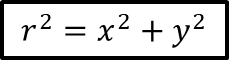 r² = x² + y²